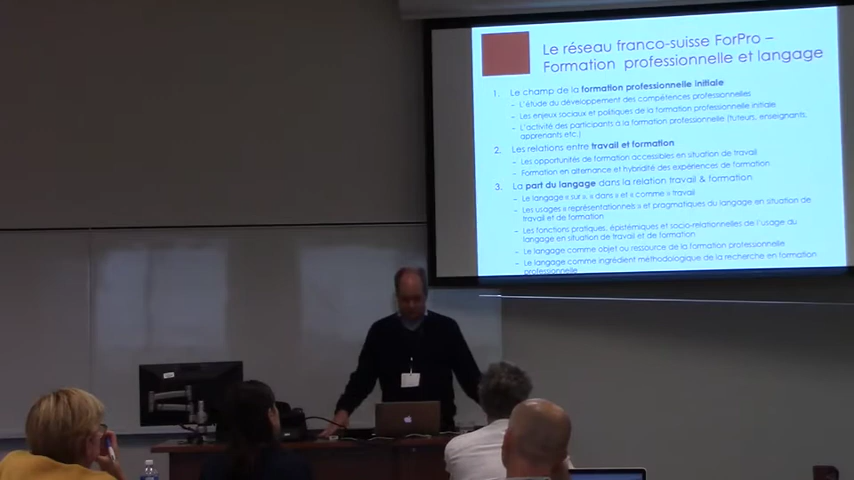 Le réseau franco-suisse ForPro –
Formation professionnelle et langage
1. Le champ de la formation professionnelle initiale
– L'étude du développement des compétences professionnelles
– Les enjeux sociaux et politiques de la formation professionnelle initiale
– L'activité des participants à la formation professionnelle (tuteurs, enseignants,
apprenants etc.)
2. Les relations entre travail et formation
– Les opportunités de formation accessibles en situation de travail
– Formation en alternance et hybridité des expériences de formation
3. La part du langage dans la relation travail & formation
– Le langage « sur », « dans » et « comme » travail
– Les usages « représentationnels » et pragmatiques du langage en situation de
travail et de formation
– Les fonctions pratiques, épistémiques et socio-relationnelles de l'usage du
langage en situation de travail et de formation
– Le langage comme objet ou ressource de la formation professionnelle
– Le langage comme ingrédient méthodologique de la recherche en formation
professionnelle